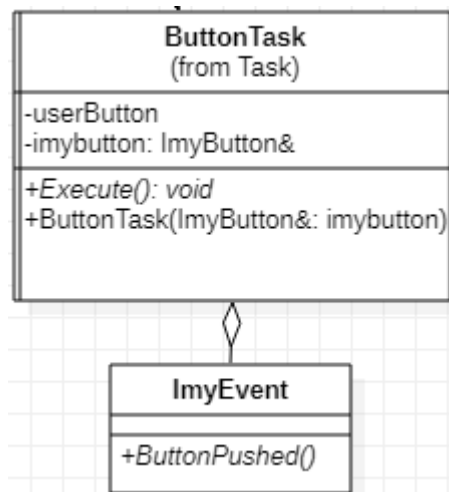 ButtonTask
(from Task)
-userButton
-imybutton: ImyButton&
+Execute(): void
+ButtonTask(ImyButton&: imybutton)
ImyEvent
+ButtonPushed()